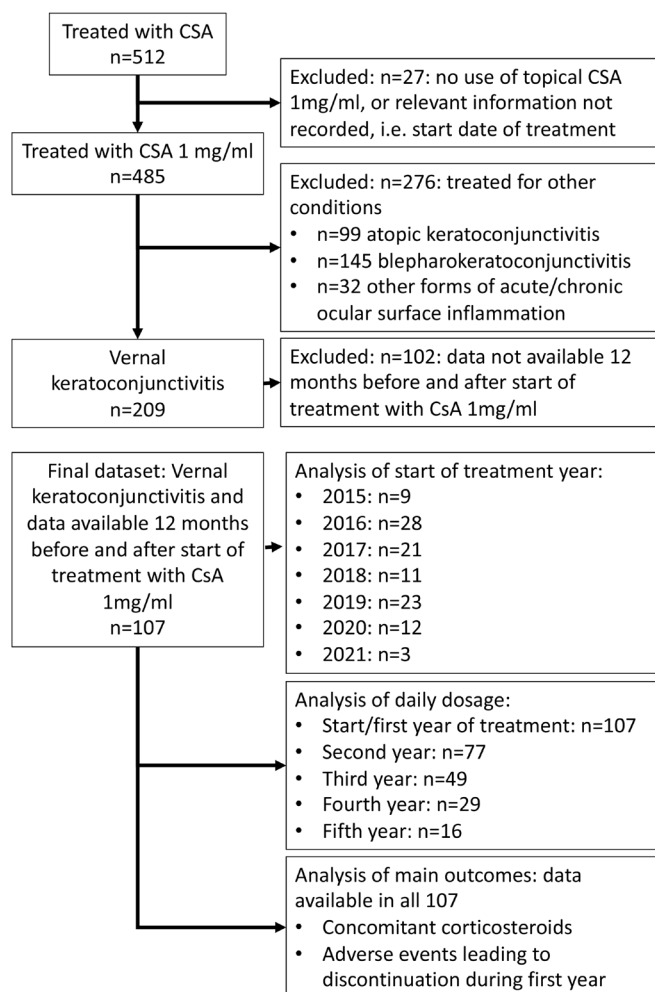 Treated with CSA
n=512
Excluded: n=27: no use of topical CSA
1mg/ml, or relevant information not
recorded, i.e. start date of treatment
Treated with CSA 1 mg/ml
n=485
Excluded: n=276: treated for other
conditions
• n=99 atopic keratoconjunctivitis
• n=145 blepharokeratoconjunctivitis
• n=32 other forms of acute/chronic
ocular surface inflammation
Vernal
keratoconjunctivitis
n=209
Excluded: n=102: data not available 12
months before and after start of
treatment with CsA 1mg/ml
Final dataset: Vernal
keratoconjunctivitis and
data available 12 months
before and after start of
treatment with CsA
1mg/ml
n=107
Analysis of start of treatment year:
• 2015: n=9
• 2016: n=28
• 2017: n=21
• 2018: n=11
• 2019: n=23
• 2020: n=12
• 2021: n=3
Analysis of daily dosage:
• Start/first year of treatment: n=107
• Second year: n=77
• Third year: n=49
• Fourth year: n=29
• Fifth year: n=16
Analysis of main outcomes: data
available in all 107
• Concomitant corticosteroids
• Adverse events leading to
discontinuation during first year